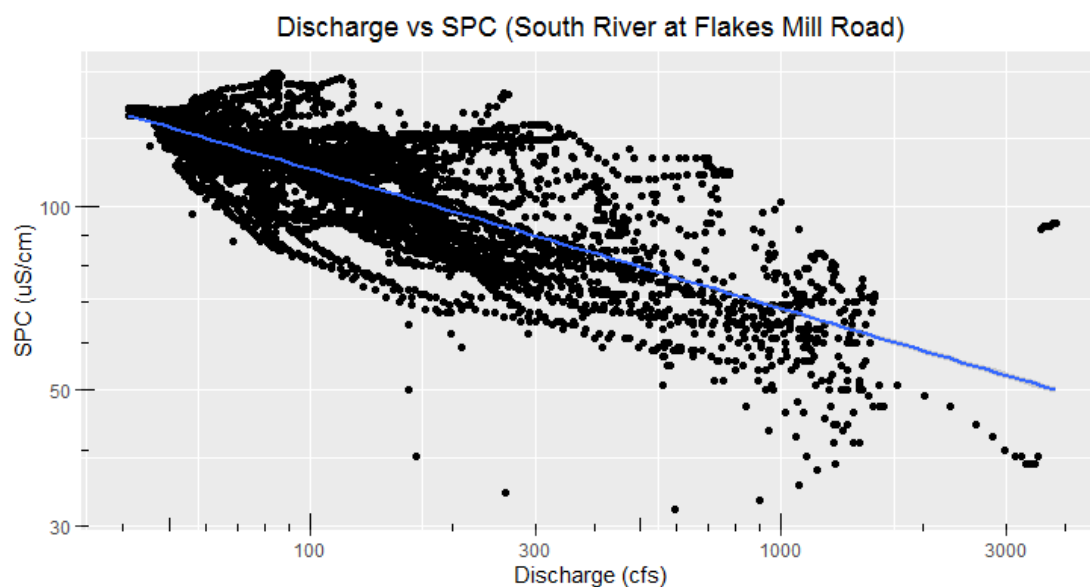 Discharge vs SPC (South River at Flakes Mill Road)
SPC (uS/cm)
100
50
30
100
300
1000
3000
Discharge (cfs)